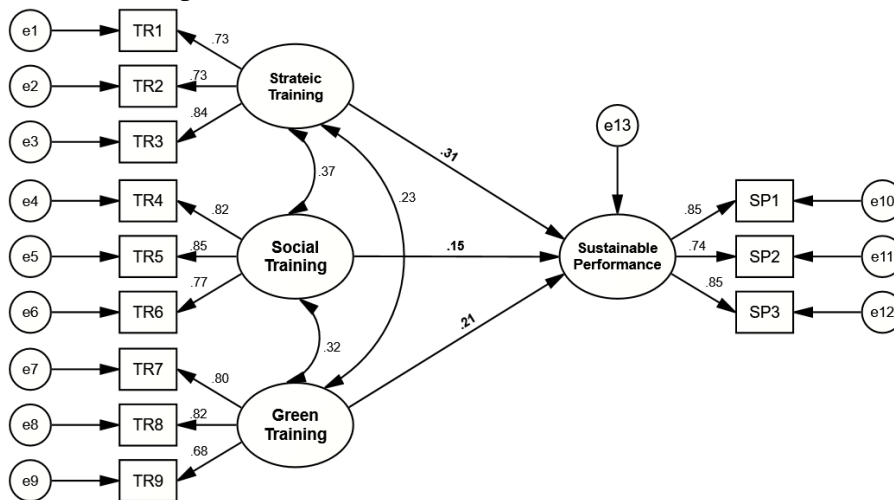 e1
TR1
.73
e2
TR2
.73
Strateic
Training
e3
TR3
.84
.37
.23
.31
e13
e4
TR4
.82
e5
TR5
.85
Social
Training
.15
e6
TR6
.77
Sustainable
Performance
.85
SP1
e10
.74
SP2
e11
.85
SP3
e12
.32
.21
e7
TR7
.80
e8
TR8
.82
Green
Training
e9
TR9
.68